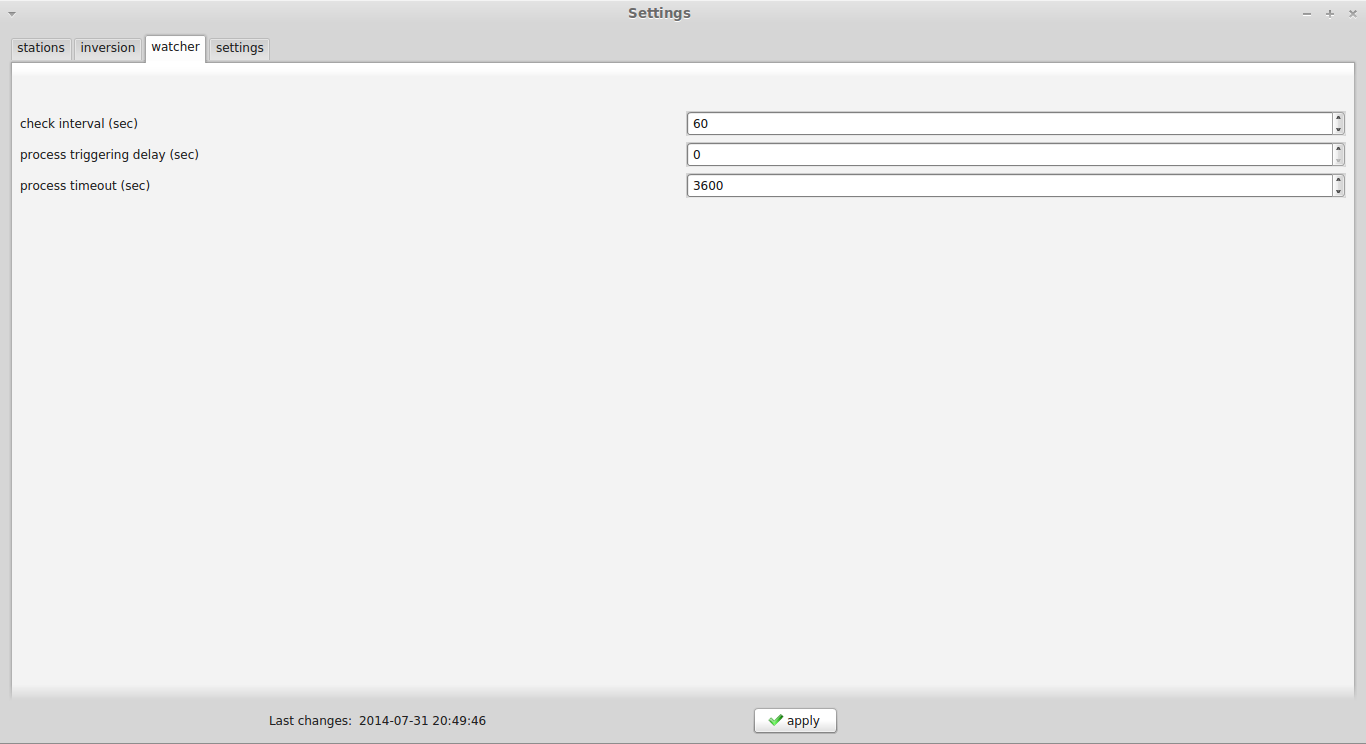 Settings
stations inversion watcher settings
check interval (sec) 60
process triggering delay (sec) 0
process timeout (sec) 3600
Last changes: 2014-07-31 20:49:46 apply